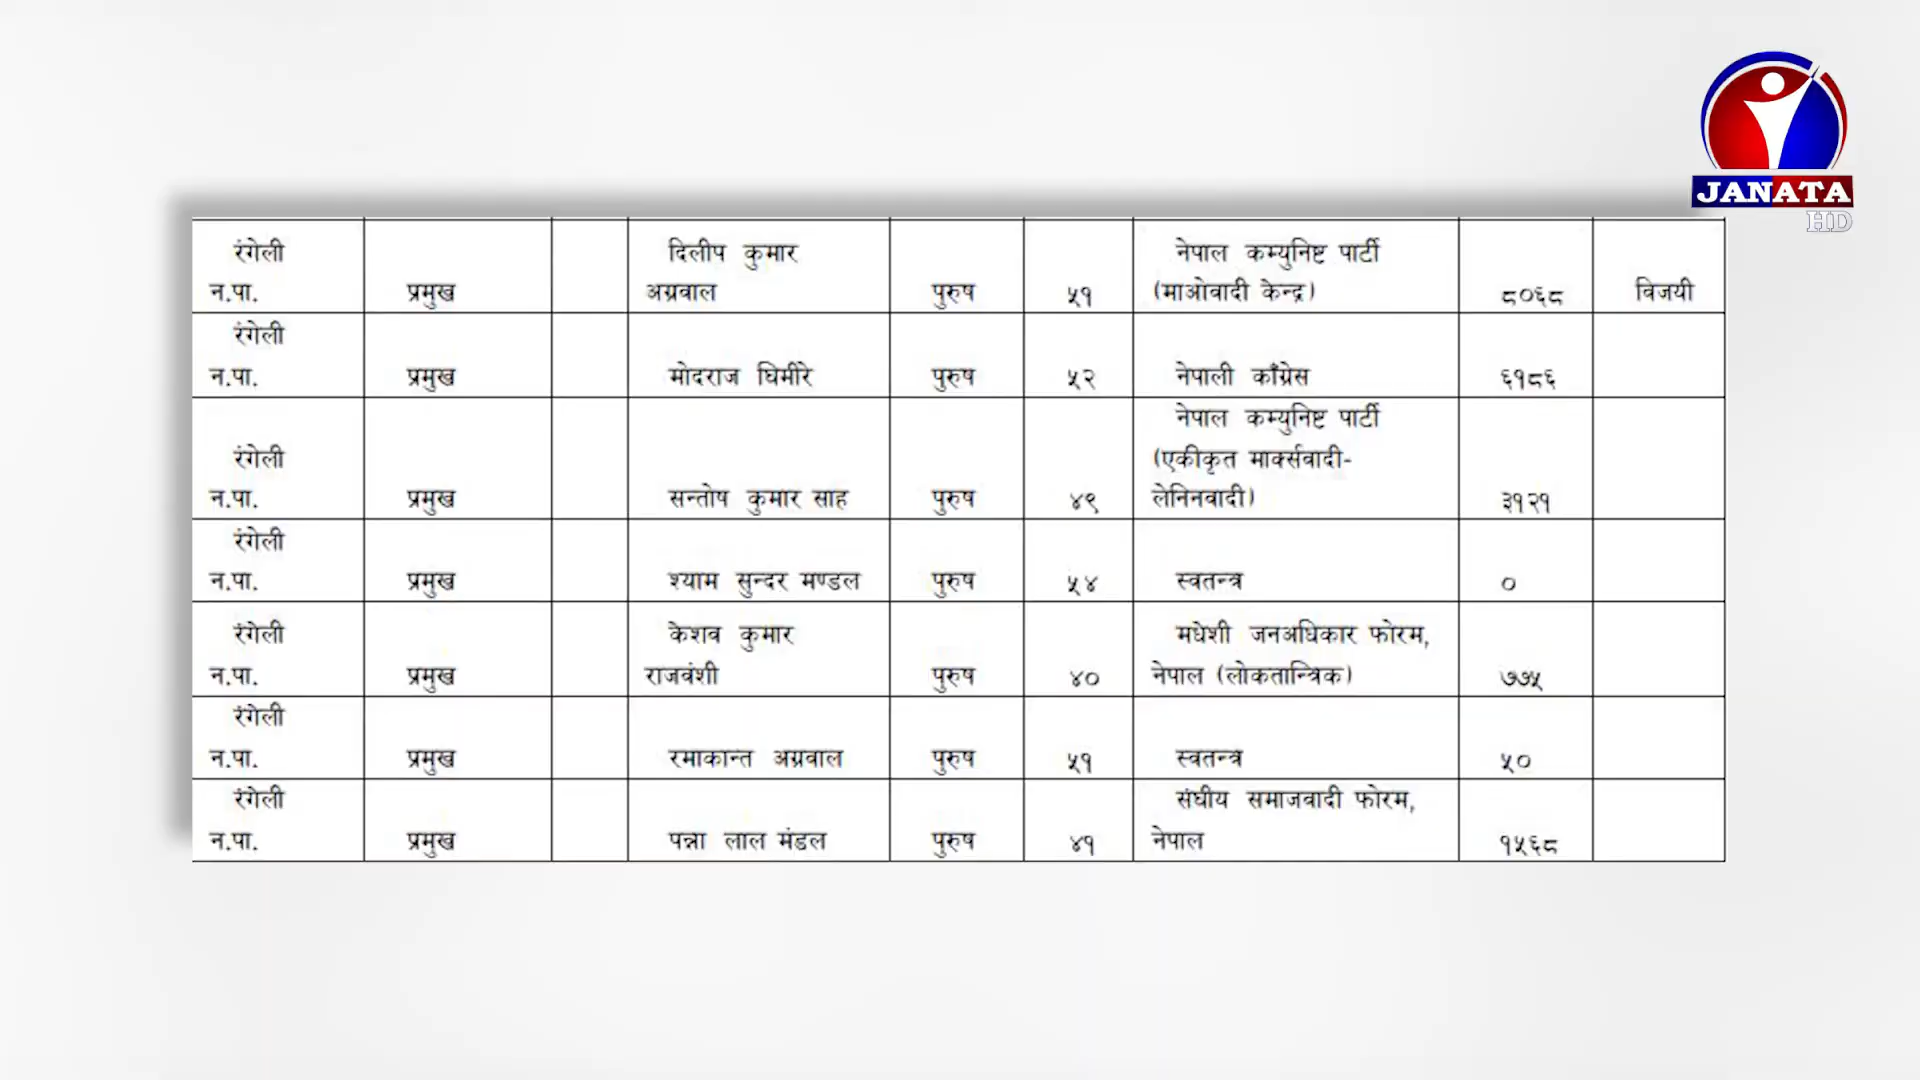 JANATA
HD
रंगेली
न.पा. प्रमुख दिलीप कुमार
अग्रवाल पुरुष ५१ नेपाल कम्युनिष्ट पार्टी
(माओवादी केन्द्र) ८०६८ विजयी
रंगेली
न.पा. प्रमुख मोदराज घिमीरे पुरुष ५२ नेपाली काँग्रेस ६१८६
रंगेली
न.पा. प्रमुख सन्तोष कुमार साह पुरुष ४९ नेपाल कम्युनिष्ट पार्टी
(एकीकृत मार्क्सवादी-
लेनिनवादी) ३१२१
रंगेली
न.पा. प्रमुख श्याम सुन्दर मण्डल पुरुष ५४ स्वतन्त्र ०
रंगेली
न.पा. प्रमुख केशव कुमार
राजवंशी पुरुष ४० मधेशी जनअधिकार फोरम,
नेपाल (लोकतान्त्रिक) ७७५
रंगेली
न.पा. प्रमुख रमाकान्त अग्रवाल पुरुष ५१ स्वतन्त्र ५०
रंगेली
न.पा. प्रमुख पन्ना लाल मंडल पुरुष ४१ संघीय समाजवादी फोरम,
नेपाल १५६८